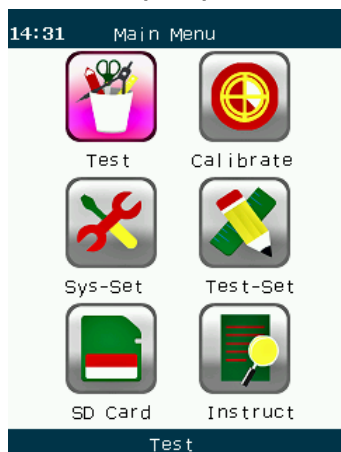 14:31 Main Menu
Test Calibrate
Sys-Set Test-Set
SD Card Instruct
Test